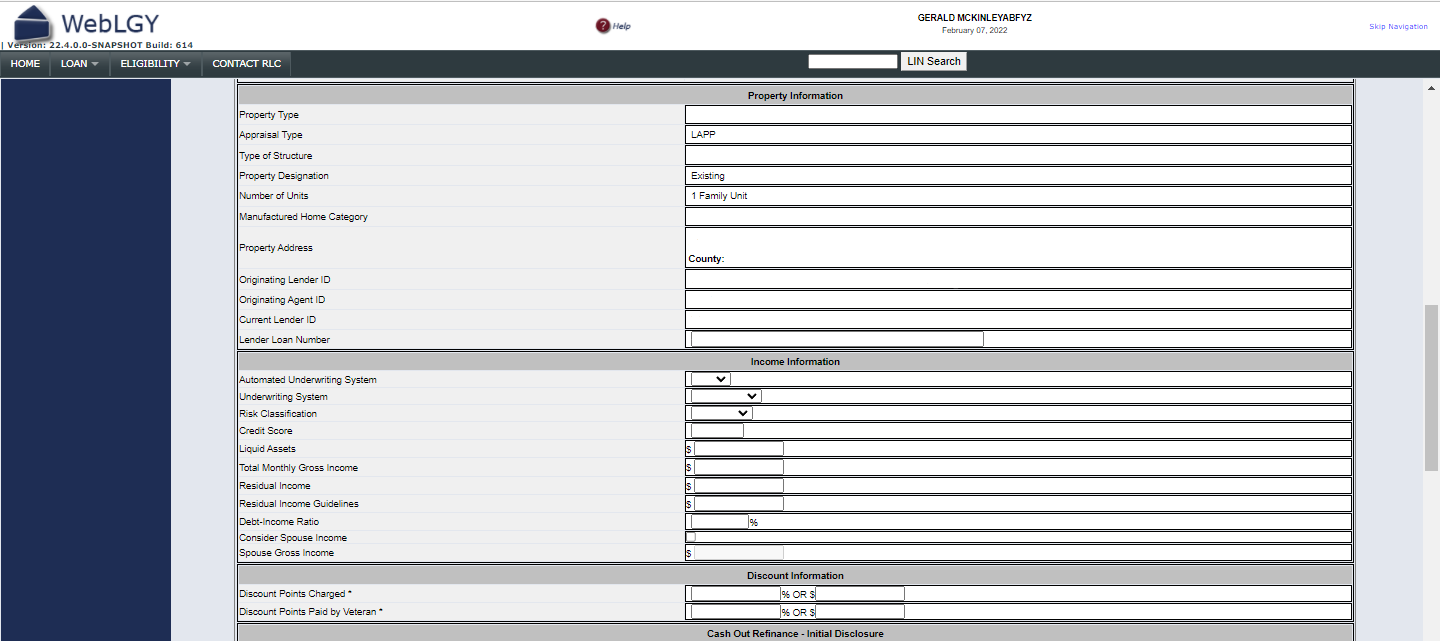 WebLGY
| Version: 22.4.0.0-SNAPSHOT Build: 614
? Help
GERALD MCKINLEYABFYZ
February 07, 2022
Skip Navigation
HOME LOAN ELIGIBILITY CONTACT RLC LIN Search
Property Information
Property Type
Appraisal Type LAPP
Type of Structure
Property Designation Existing
Number of Units 1 Family Unit
Manufactured Home Category
Property Address
County:
Originating Lender ID
Originating Agent ID
Current Lender ID
Lender Loan Number
Income Information
Automated Underwriting System
Underwriting System
Risk Classification
Credit Score
Liquid Assets $
Total Monthly Gross Income $
Residual Income $
Residual Income Guidelines $
Debt-Income Ratio %
Consider Spouse Income
Spouse Gross Income $
Discount Information
Discount Points Charged * % OR $
Discount Points Paid by Veteran * % OR $
Cash Out Refinance - Initial Disclosure